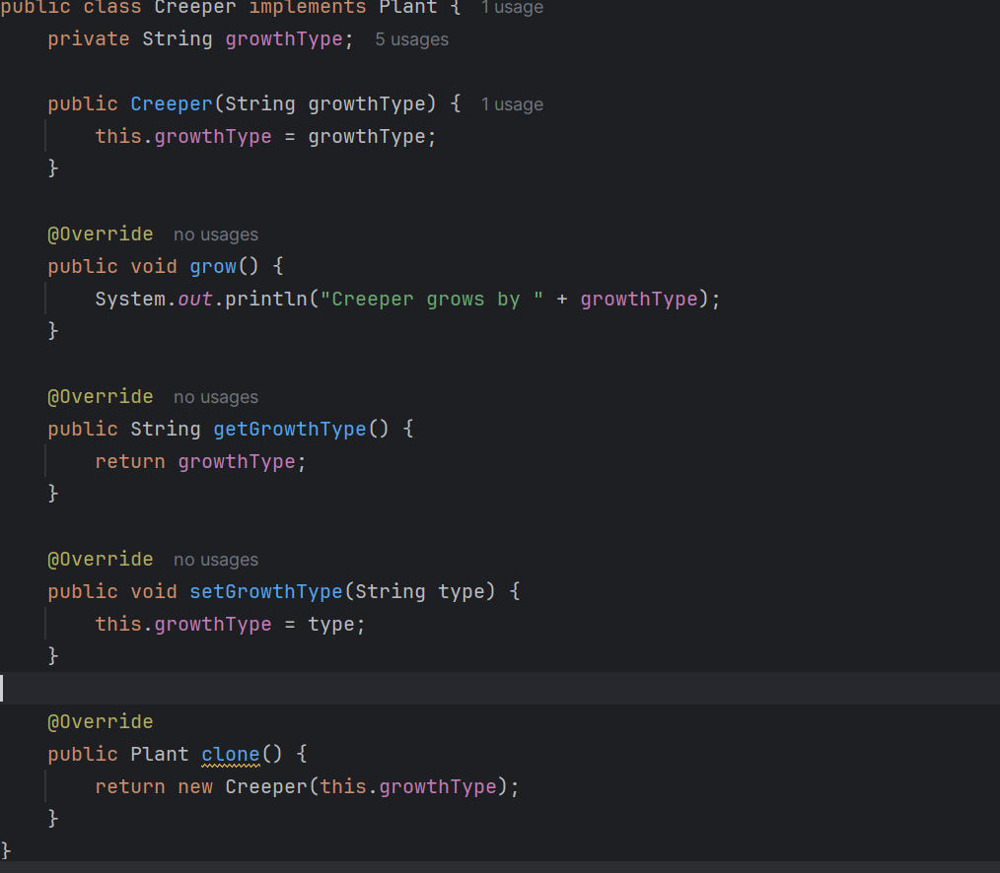 public class Creeper implements Plant {  1 usage
    private String growthType;  5 usages

    public Creeper(String growthType) {  1 usage
        this.growthType = growthType;
    }

    @Override  no usages
    public void grow() {
        System.out.println("Creeper grows by " + growthType);
    }

    @Override  no usages
    public String getGrowthType() {
        return growthType;
    }

    @Override  no usages
    public void setGrowthType(String type) {
        this.growthType = type;
    }

    @Override
    public Plant clone() {
        return new Creeper(this.growthType);
    }
}